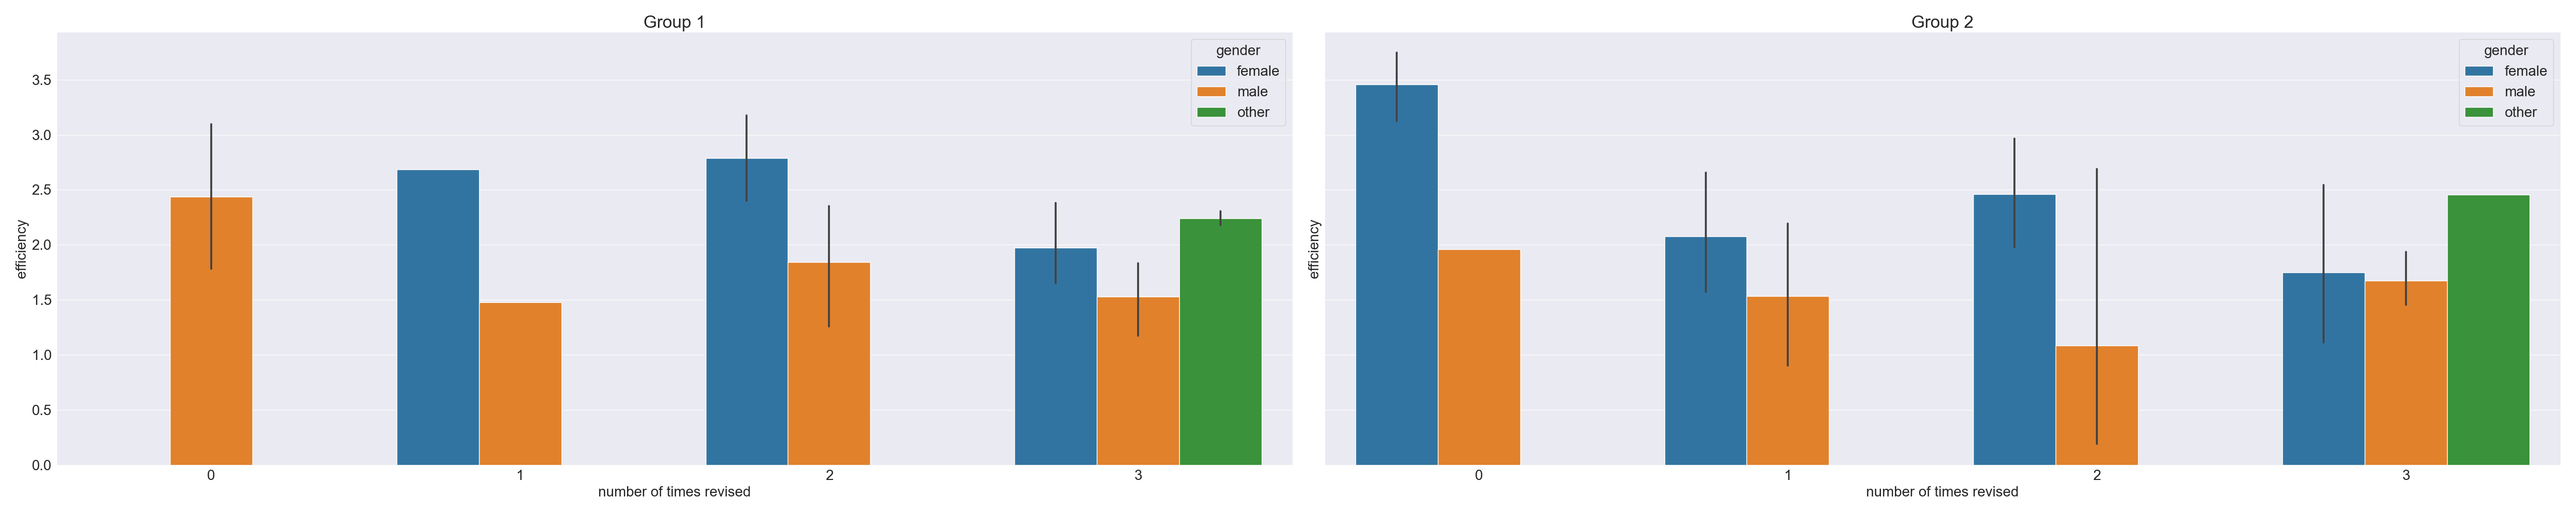 Group 1
efficiency
3.5
3.0
2.5
2.0
1.5
1.0
0.5
0.0
gender
female
male
other
0 1 2 3
number of times revised
Group 2
efficiency
gender
female
male
other
0 1 2 3
number of times revised